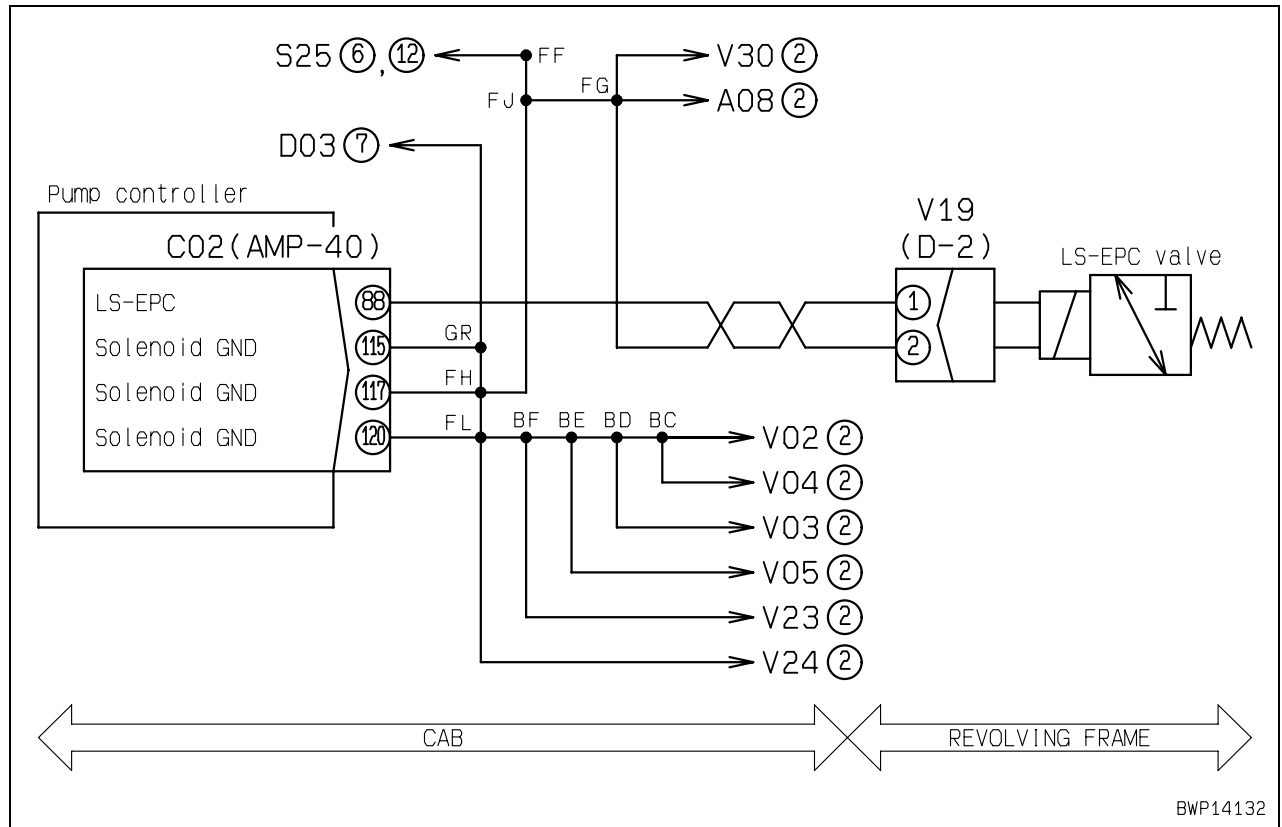 S25 ⑥,⑫
FF
V30 ②
FJ
FG
A08 ②
D03 ⑦
Pump controller
C02(AMP-40)
V19
(D-2)
LS-EPC valve
LS-EPC 88 ①
Solenoid GND 115 GR ②
Solenoid GND 117 FH
Solenoid GND 120 FL BF BE BD BC V02 ②
V04 ②
V03 ②
V05 ②
V23 ②
V24 ②
CAB REVOLVING FRAME
BWP14132